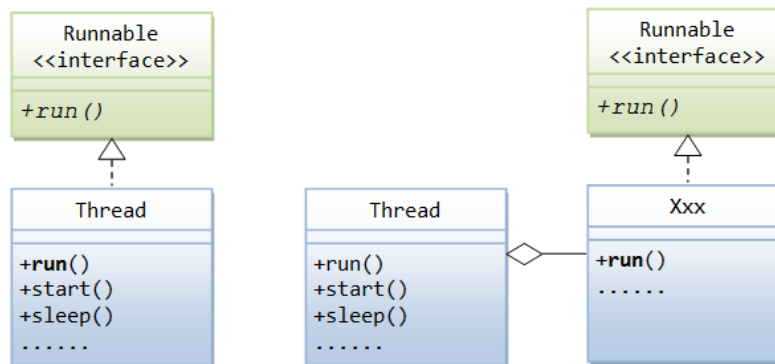 Runnable
<<interface>>
+run()
Thread
+run()
+start()
+sleep()
......
Thread
+run()
+start()
+sleep()
......
Runnable
<<interface>>
+run()
Xxx
+run()
......